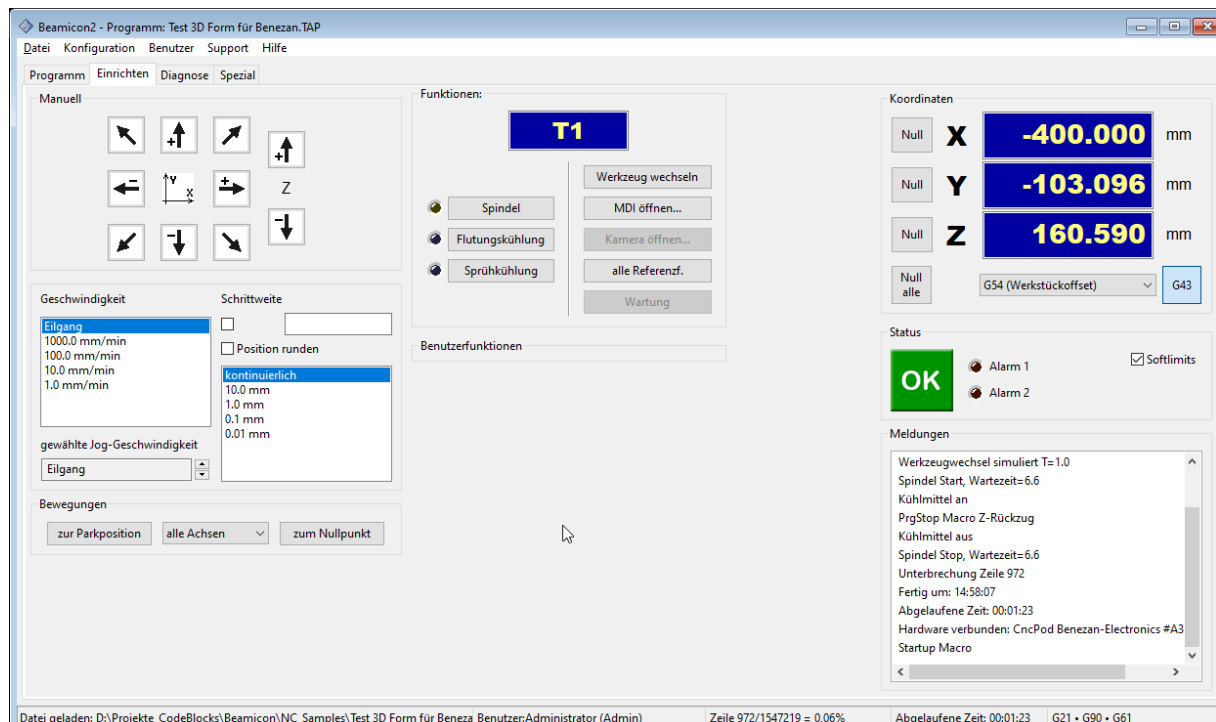 Beamicon2 - Programm: Test 3D Form für Benezan.TAP
Datei Konfiguration Benutzer Support Hilfe
Programm Einrichten Diagnose Spezial
Manuell
+
Z
- Y X +
-
+
-
Geschwindigkeit
Eilgang
1000.0 mm/min
100.0 mm/min
10.0 mm/min
1.0 mm/min
gewählte Jog-Geschwindigkeit
Eilgang
Schrittweite
Position runden
kontinuierlich
10.0 mm
1.0 mm
0.1 mm
0.01 mm
Bewegungen
zur Parkposition alle Achsen zum Nullpunkt
Funktionen:
T1
Spindel
Flutungskühlung
Sprühkühlung
Werkzeug wechseln
MDI öffnen...
Kamera öffnen...
alle Referenzf.
Wartung
Benutzerfunktionen
Koordinaten
Null X -400.000 mm
Null Y -103.096 mm
Null Z 160.590 mm
Null
alle
G54 (Werkstückoffset) G43
Status
OK
Alarm 1
Alarm 2
Softlimits
Meldungen
Werkzeugwechsel simuliert T=1.0
Spindel Start, Wartezeit=6.6
Kühlmittel an
PrgStop Macro Z-Rückzug
Kühlmittel aus
Spindel Stop, Wartezeit=6.6
Unterbrechung Zeile 972
Fertig um: 14:58:07
Abgelaufene Zeit: 00:01:23
Hardware verbunden: CncPod Benezan-Electronics #A3
Startup Macro
Datei geladen: D:\Projekte_CodeBlocks\Beamicon\NC_Samples\Test 3D Form für Beneza Benutzer:Administrator (Admin) Zeile 972/1547219 = 0.06% Abgelaufene Zeit: 00:01:23 G21 • G90 • G61